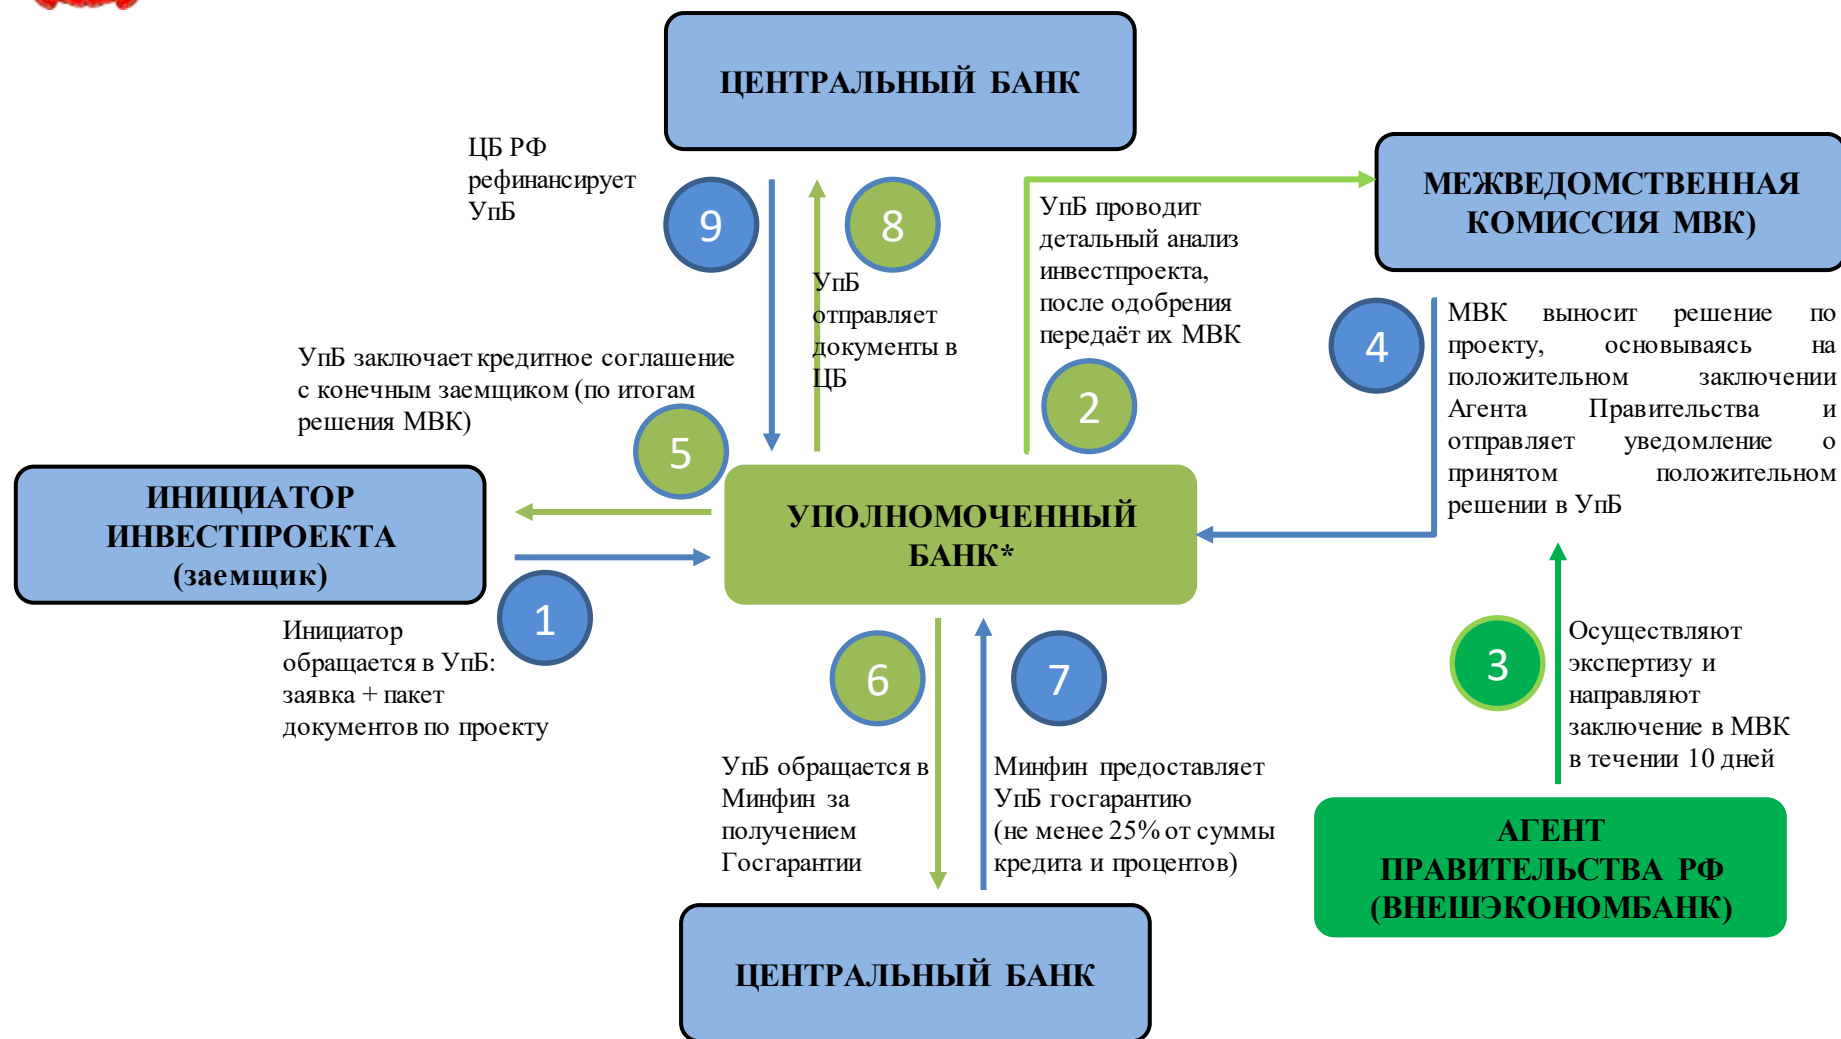 ЦЕНТРАЛЬНЫЙ БАНК
ЦБ РФ
рефинансирует
УпБ
9
8
УпБ
отправляет
документы в
ЦБ
УпБ проводит
детальный анализ
инвестпроекта,
после одобрения
передаёт их МВК
2
МЕЖВЕДОМСТВЕННАЯ
КОМИССИЯ МВК)
4
МВК выносит решение по
проекту, основываясь на
положительном заключении
Агента Правительства и
отправляет уведомление о
принятом положительном
решении в УпБ
УпБ заключает кредитное соглашение
с конечным заемщиком (по итогам
решения МВК)
5
ИНИЦИАТОР
ИНВЕСТПРОЕКТА
(заемщик)
УПОЛНОМОЧЕННЫЙ
БАНК*
1
Инициатор
обращается в УпБ:
заявка + пакет
документов по проекту
6
7
3
Осуществляют
экспертизу и
направляют
заключение в МВК
в течении 10 дней
УпБ обращается в
Минфин за
получением
Госгарантии
Минфин предоставляет
УпБ госгарантию
(не менее 25% от суммы
кредита и процентов)
АГЕНТ
ПРАВИТЕЛЬСТВА РФ
(ВНЕШЭКОНОМБАНК)
ЦЕНТРАЛЬНЫЙ БАНК